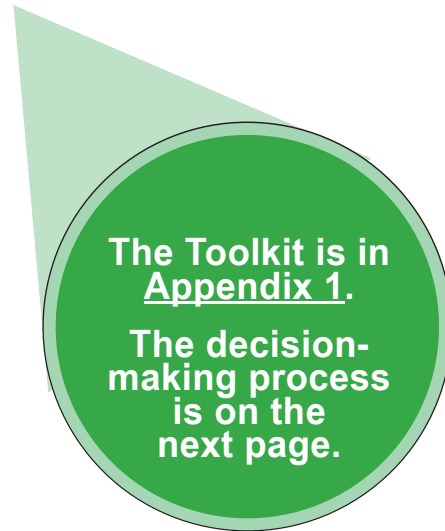 The Toolkit is in
Appendix 1.
The decision-
making process
is on the
next page.